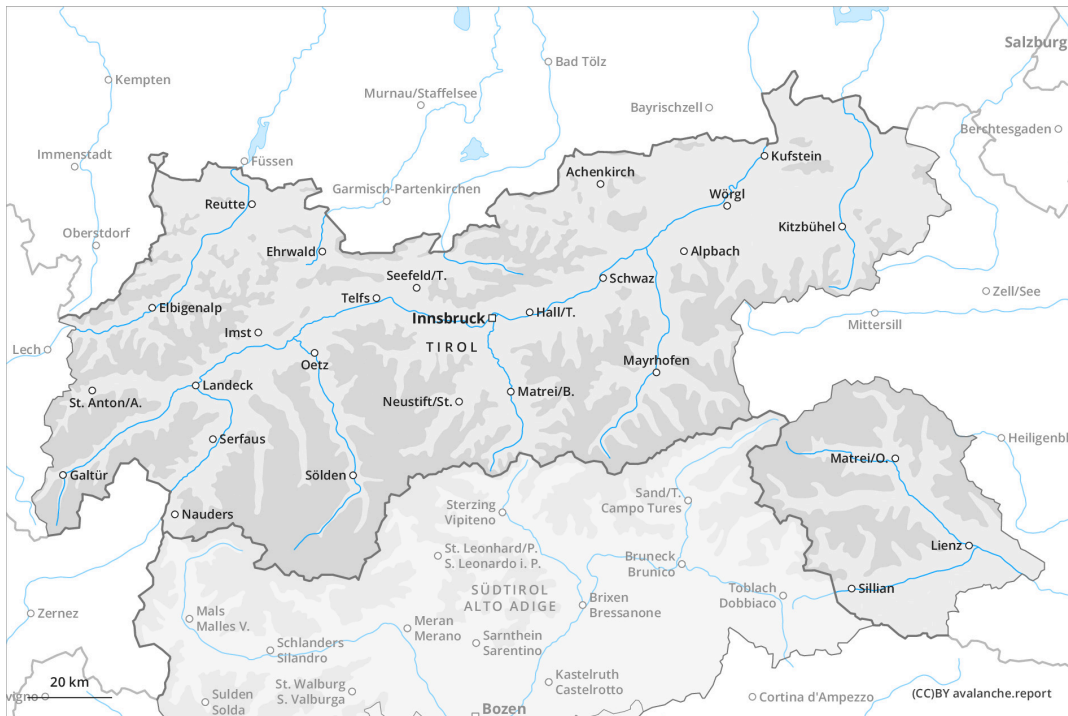 Salzburg
Kempten
Bad Tölz
Murnau/Staffelsee
Bayrischzell
Berchtesgaden
Immenstadt
Füssen
Kufstein
Achenkirch
Garmisch-Partenkirchen
Reutte
Wörgl
Oberstdorf
Kitzbühel
Ehrwald
Alpbach
Seefeld/T.
Schwaz
Zell/See
Telfs
Elbigenalp
Innsbruck
Hall/T.
Mittersill
Imst
TIROL
Lech
Oetz
Mayrhofen
Landeck
St. Anton/A.
Neustift/St.
Matrei/B.
Serfaus
Heiligenbl
Matrei/O.
Galtür
Sölden
Sand/T.
Campo Tures
Sterzing
Vipiteno
Nauders
Lienz
St. Leonhard/P.
S. Leonardo i. P.
Bruneck
Brunico
SÜDTIROL
ALTO ADIGE
Toblach
Dobbiaco
Sillian
Brixen
Bressanone
Zernez
Mals
Malles V.
Meran
Merano
Sarnthein
Sarentino
Schlanders
Silandro
Kastelruth
Castelrotto
St. Walburg
S. Valburga
20 km
vigno
Sulden
Solda
Cortina d'Ampezzo
(CC)BY avalanche.report
Bozen